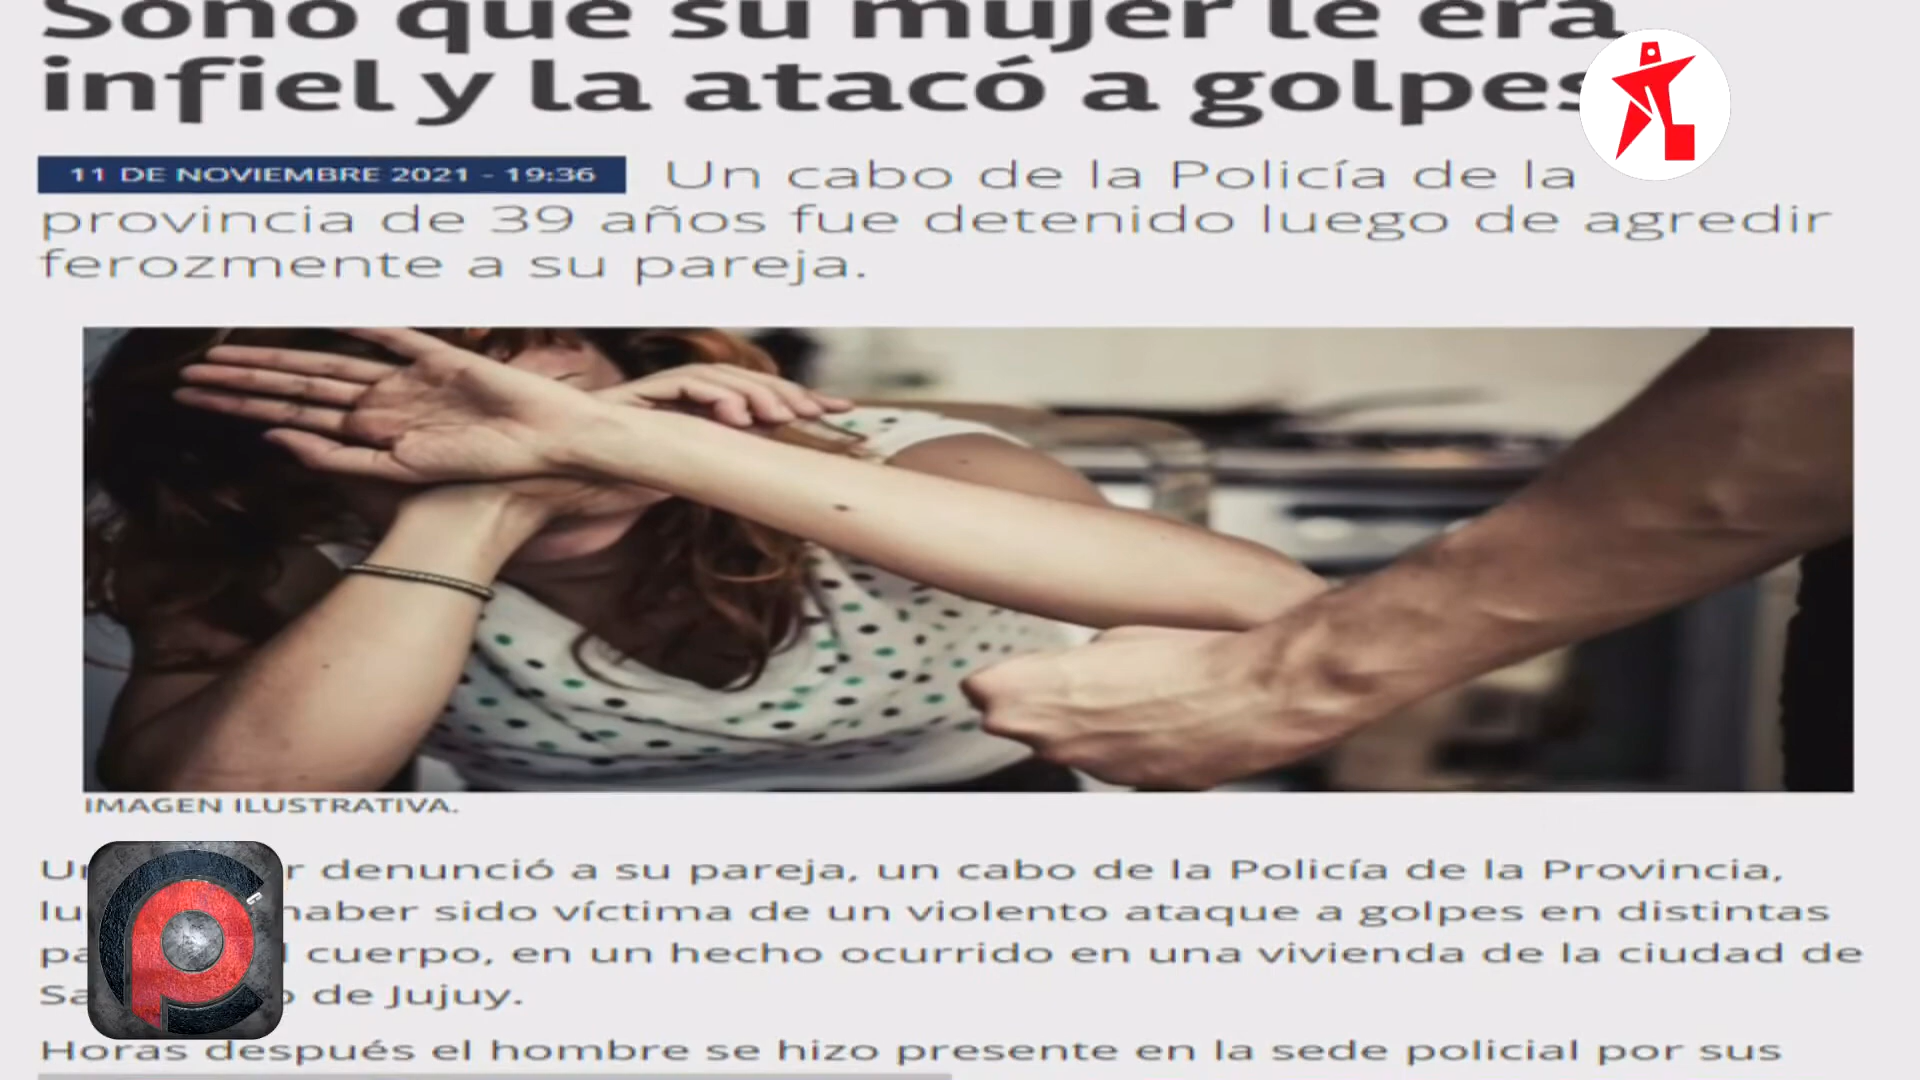 Soñó que su mujer le era
infiel y la atacó a golpes
11 DE NOVIEMBRE 2021 - 19:36 Un cabo de la Policía de la
provincia de 39 años fue detenido luego de agredir
ferozmente a su pareja.
IMAGEN ILUSTRATIVA.
denunció a su pareja, un cabo de la Policía de la Provincia,
haber sido víctima de un violento ataque a golpes en distintas
cuerpo, en un hecho ocurrido en una vivienda de la ciudad de
de Jujuy.
Horas después el hombre se hizo presente en la sede policial por sus